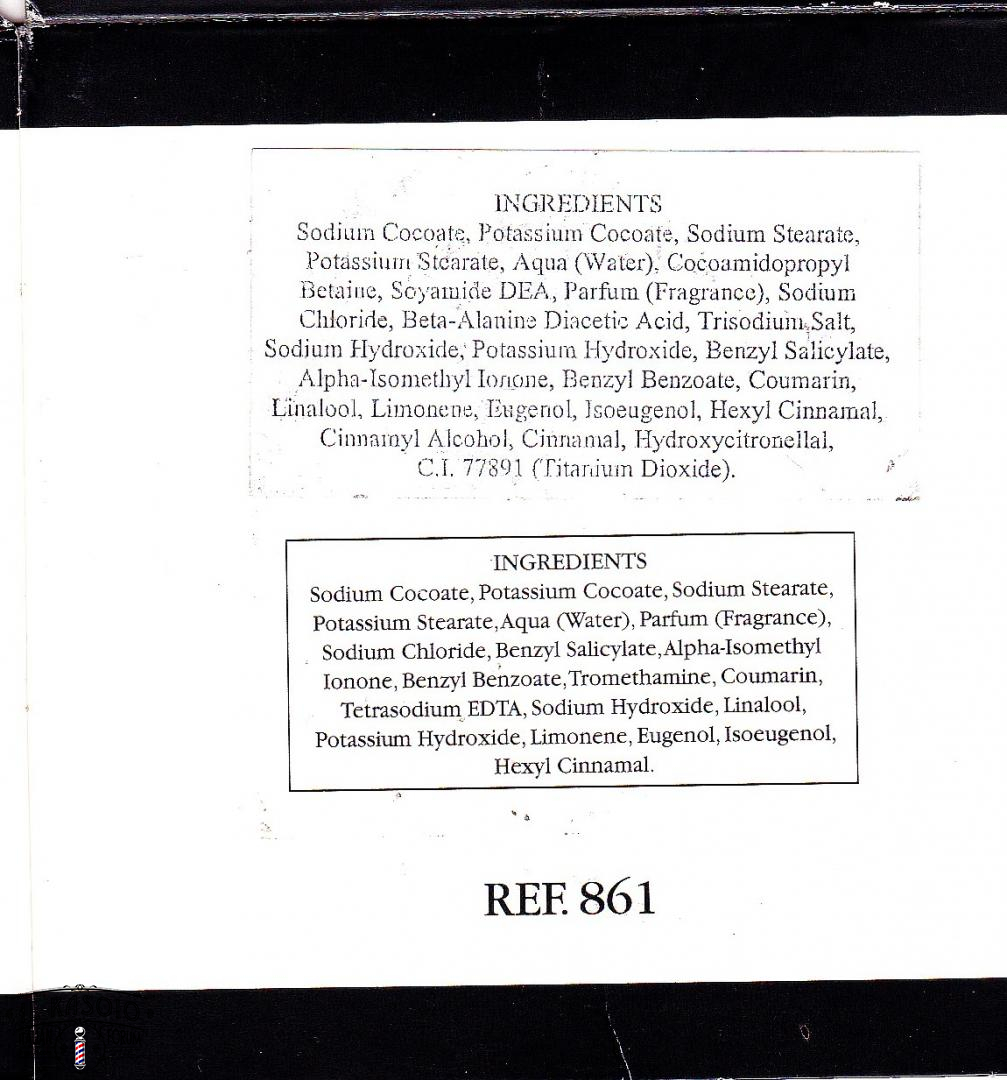 INGREDIENTS
Sodium Cocoate, Potassium Cocoate, Sodium Stearate,
Potassium Stearate, Aqua (Water), Cocoamidopropyl
Betaine, Soyamide DEA, Parfum (Fragrance), Sodium
Chloride, Beta-Alanine Diacetic Acid, Trisodium Salt,
Sodium Hydroxide, Potassium Hydroxide, Benzyl Salicylate,
Alpha-Isomethyl Ionone, Benzyl Benzoate, Coumarin,
Linalool, Limonene, Eugenol, Isoeugenol, Hexyl Cinnamal,
Cinnamyl Alcohol, Cinnamal, Hydroxycitronellal,
C.I. 77891 (Titanium Dioxide).
INGREDIENTS
Sodium Cocoate, Potassium Cocoate, Sodium Stearate,
Potassium Stearate, Aqua (Water), Parfum (Fragrance),
Sodium Chloride, Benzyl Salicylate, Alpha-Isomethyl
Ionone, Benzyl Benzoate, Tromethamine, Coumarin,
Tetrasodium EDTA, Sodium Hydroxide, Linalool,
Potassium Hydroxide, Limonene, Eugenol, Isoeugenol,
Hexyl Cinnamal.
REF. 861